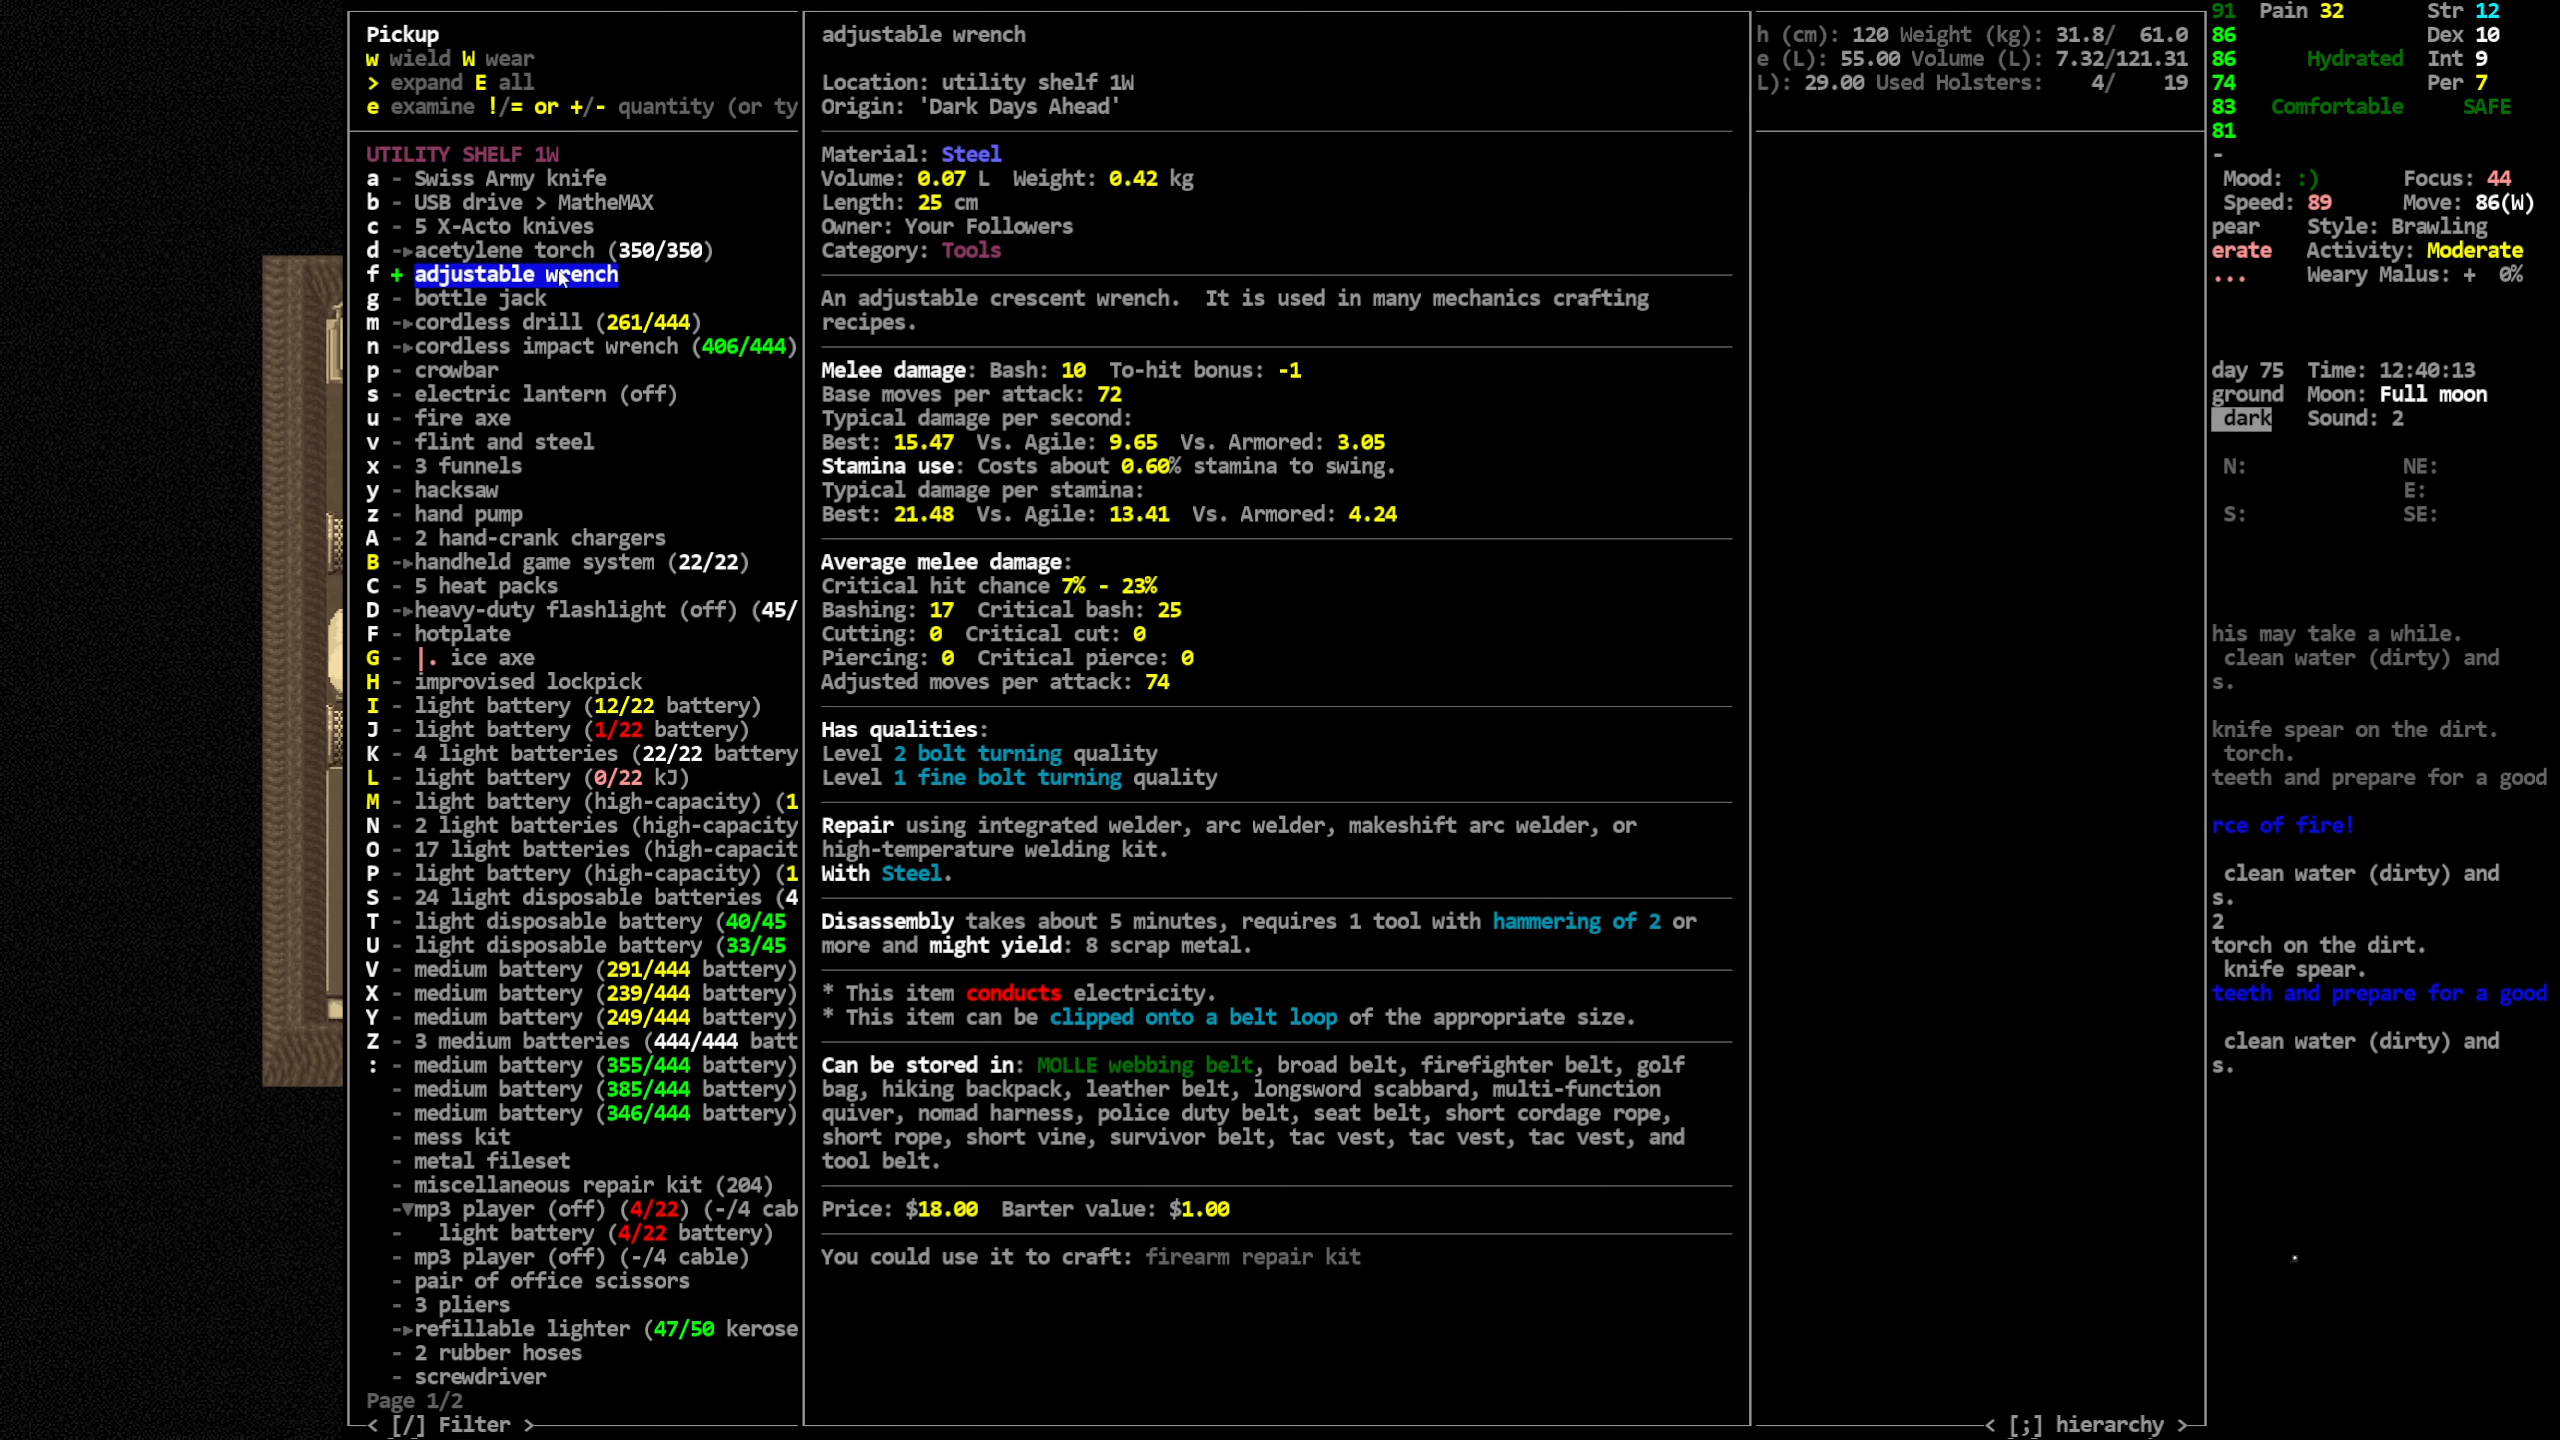 Pickup
w wield W wear
> expand E all
e examine !/= or +/- quantity (or ty
UTILITY SHELF 1W
a - Swiss Army knife
b - USB drive > MatheMAX
c - 5 X-Acto knives
d - acetylene torch (350/350)
f + adjustable wrench
g - bottle jack
m - cordless drill (261/444)
n - cordless impact wrench (406/444)
p - crowbar
s - electric lantern (off)
u - fire axe
v - flint and steel
x - 3 funnels
y - hacksaw
z - hand pump
A - 2 hand-crank chargers
B - handheld game system (22/22)
C - 5 heat packs
D - heavy-duty flashlight (off) (45/
F - hotplate
G - |. ice axe
H - improvised lockpick
I - light battery (12/22 battery)
J - light battery (1/22 battery)
K - 4 light batteries (22/22 battery
L - light battery (0/22 kJ)
M - light battery (high-capacity) (1
N - 2 light batteries (high-capacity
O - 17 light batteries (high-capacit
P - light battery (high-capacity) (1
S - 24 light disposable batteries (4
T - light disposable battery (40/45
U - light disposable battery (33/45
V - medium battery (291/444 battery)
X - medium battery (239/444 battery)
Y - medium battery (249/444 battery)
Z - 3 medium batteries (444/444 batt
: - medium battery (355/444 battery)
- medium battery (385/444 battery)
- medium battery (346/444 battery)
- mess kit
- metal fileset
- miscellaneous repair kit (204)
-▼mp3 player (off) (4/22) (-/4 cab
- light battery (4/22 battery)
- mp3 player (off) (-/4 cable)
- pair of office scissors
- 3 pliers
- refillable lighter (47/50 kerose
- 2 rubber hoses
- screwdriver
Page 1/2
< [/] Filter >
adjustable wrench
Location: utility shelf 1W
Origin: 'Dark Days Ahead'
Material: Steel
Volume: 0.07 L Weight: 0.42 kg
Length: 25 cm
Owner: Your Followers
Category: Tools
An adjustable crescent wrench. It is used in many mechanics crafting
recipes.
Melee damage: Bash: 10 To-hit bonus: -1
Base moves per attack: 72
Typical damage per second:
Best: 15.47 Vs. Agile: 9.65 Vs. Armored: 3.05
Stamina use: Costs about 0.60% stamina to swing.
Typical damage per stamina:
Best: 21.48 Vs. Agile: 13.41 Vs. Armored: 4.24
Average melee damage:
Critical hit chance 7% - 23%
Bashing: 17 Critical bash: 25
Cutting: 0 Critical cut: 0
Piercing: 0 Critical pierce: 0
Adjusted moves per attack: 74
Has qualities:
Level 2 bolt turning quality
Level 1 fine bolt turning quality
Repair using integrated welder, arc welder, makeshift arc welder, or
high-temperature welding kit.
With Steel.
Disassembly takes about 5 minutes, requires 1 tool with hammering of 2 or
more and might yield: 8 scrap metal.
* This item conducts electricity.
* This item can be clipped onto a belt loop of the appropriate size.
Can be stored in: MOLLE webbing belt, broad belt, firefighter belt, golf
bag, hiking backpack, leather belt, longsword scabbard, multi-function
quiver, nomad harness, police duty belt, seat belt, short cordage rope,
short rope, short vine, survivor belt, tac vest, tac vest, tac vest, and
tool belt.
Price: $18.00 Barter value: $1.00
You could use it to craft: firearm repair kit
h (cm): 120 Weight (kg): 31.8/ 61.0
e (L): 55.00 Volume (L): 7.32/121.31
L): 29.00 Used Holsters: 4/ 19
< [;] hierarchy >
91 Pain 32 Str 12
86 Dex 10
86 Hydrated Int 9
74 Per 7
83 Comfortable SAFE
81
-
Mood: :) Focus: 44
Speed: 89 Move: 86(W)
pear Style: Brawling
erate Activity: Moderate
... Weary Malus: + 0%
day 75 Time: 12:40:13
ground Moon: Full moon
dark Sound: 2
N: NE:
E:
S: SE:
his may take a while.
clean water (dirty) and
s.
knife spear on the dirt.
torch.
teeth and prepare for a good
rce of fire!
clean water (dirty) and
s.
2
torch on the dirt.
knife spear.
teeth and prepare for a good
clean water (dirty) and
s.